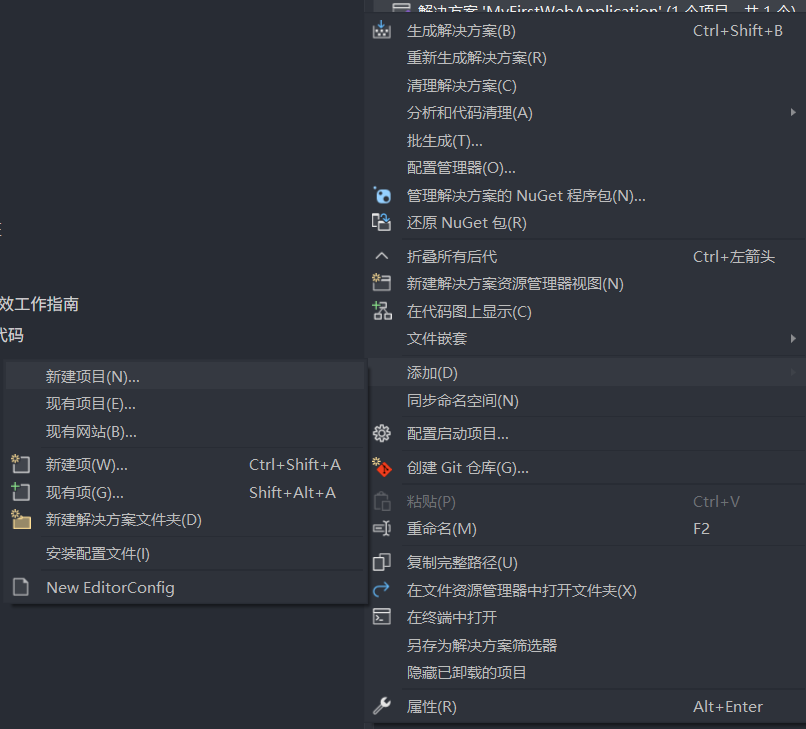 解决方案 'MyFirstWebApplication' (1 个项目，共 1 个)
生成解决方案(B) Ctrl+Shift+B
重新生成解决方案(R)
清理解决方案(C)
分析和代码清理(A)
批生成(T)...
配置管理器(O)...
管理解决方案的 NuGet 程序包(N)...
还原 NuGet 包(R)
折叠所有后代 Ctrl+左箭头
新建解决方案资源管理器视图(N)
在代码图上显示(C)
文件嵌套
添加(D)
同步命名空间(N)
配置启动项目...
创建 Git 仓库(G)...
粘贴(P) Ctrl+V
重命名(M) F2
复制完整路径(U)
在文件资源管理器中打开文件夹(X)
在终端中打开
另存为解决方案筛选器
隐藏已卸载的项目
属性(R) Alt+Enter
效工作指南
代码
新建项目(N)...
现有项目(E)...
现有网站(B)...
新建项(W)... Ctrl+Shift+A
现有项(G)... Shift+Alt+A
新建解决方案文件夹(D)
安装配置文件(I)
New EditorConfig